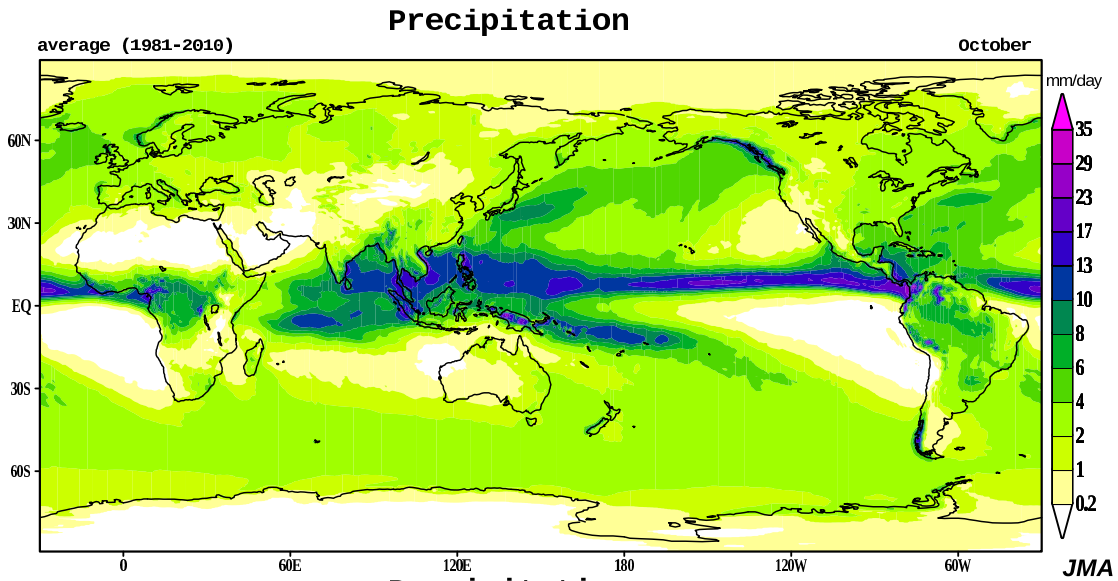 Precipitation
average (1981-2010)
October
mm/day
35
29
23
17
13
10
8
6
4
2
1
0.2
60N
30N
EQ
30S
60S
0
60E
120E
180
120W
60W
JMA
Precipitation